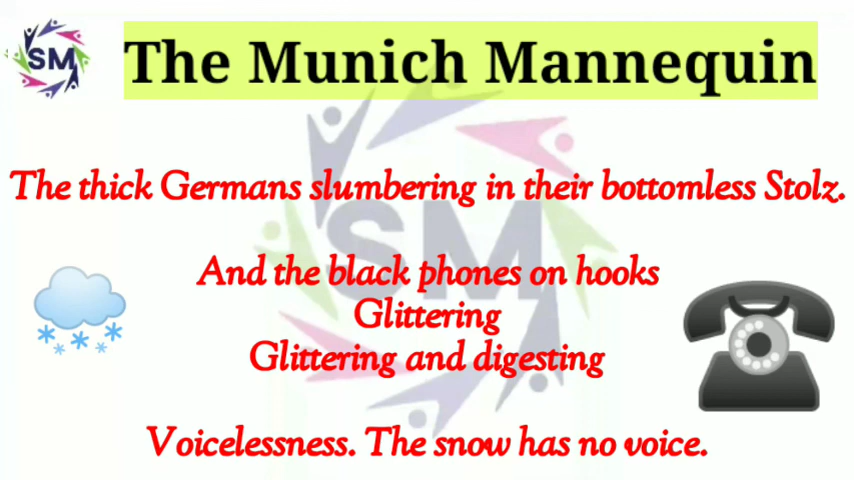 SM
The Munich Mannequin
The thick Germans slumbering in their bottomless Stolz.
And the black phones on hooks
Glittering
Glittering and digesting
Voicelessness. The snow has no voice.
SM